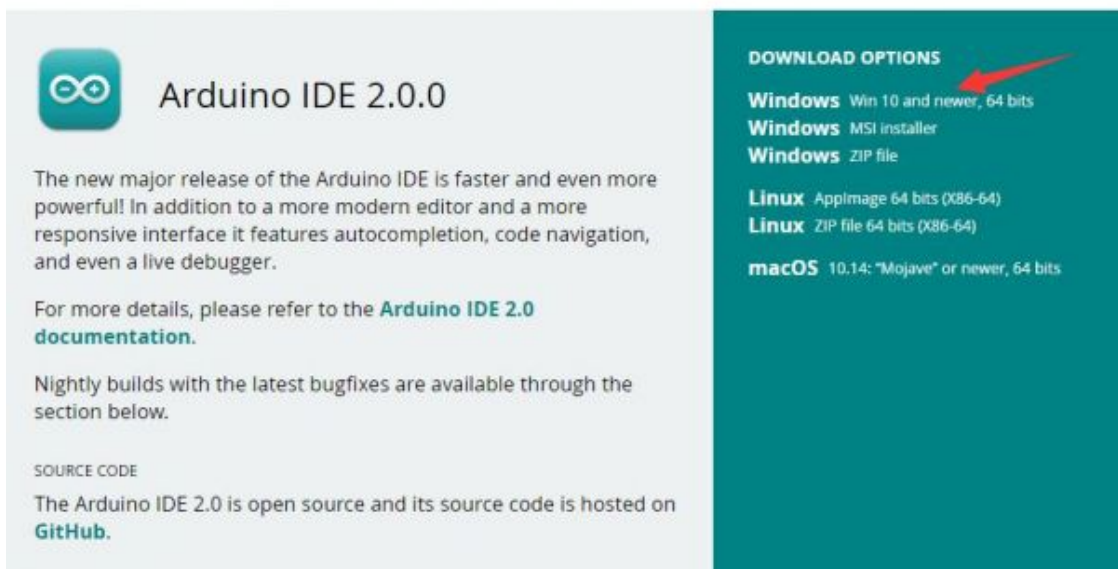 Arduino IDE 2.0.0
The new major release of the Arduino IDE is faster and even more
powerful! In addition to a more modern editor and a more
responsive interface it features autocompletion, code navigation,
and even a live debugger.
For more details, please refer to the Arduino IDE 2.0
documentation.
Nightly builds with the latest bugfixes are available through the
section below.
SOURCE CODE
The Arduino IDE 2.0 is open source and its source code is hosted on
GitHub.
DOWNLOAD OPTIONS
Windows Win 10 and newer, 64 bits
Windows MSI installer
Windows ZIP file
Linux AppImage 64 bits (X86-64)
Linux ZIP file 64 bits (X86-64)
macOS 10.14: “Mojave” or newer, 64 bits